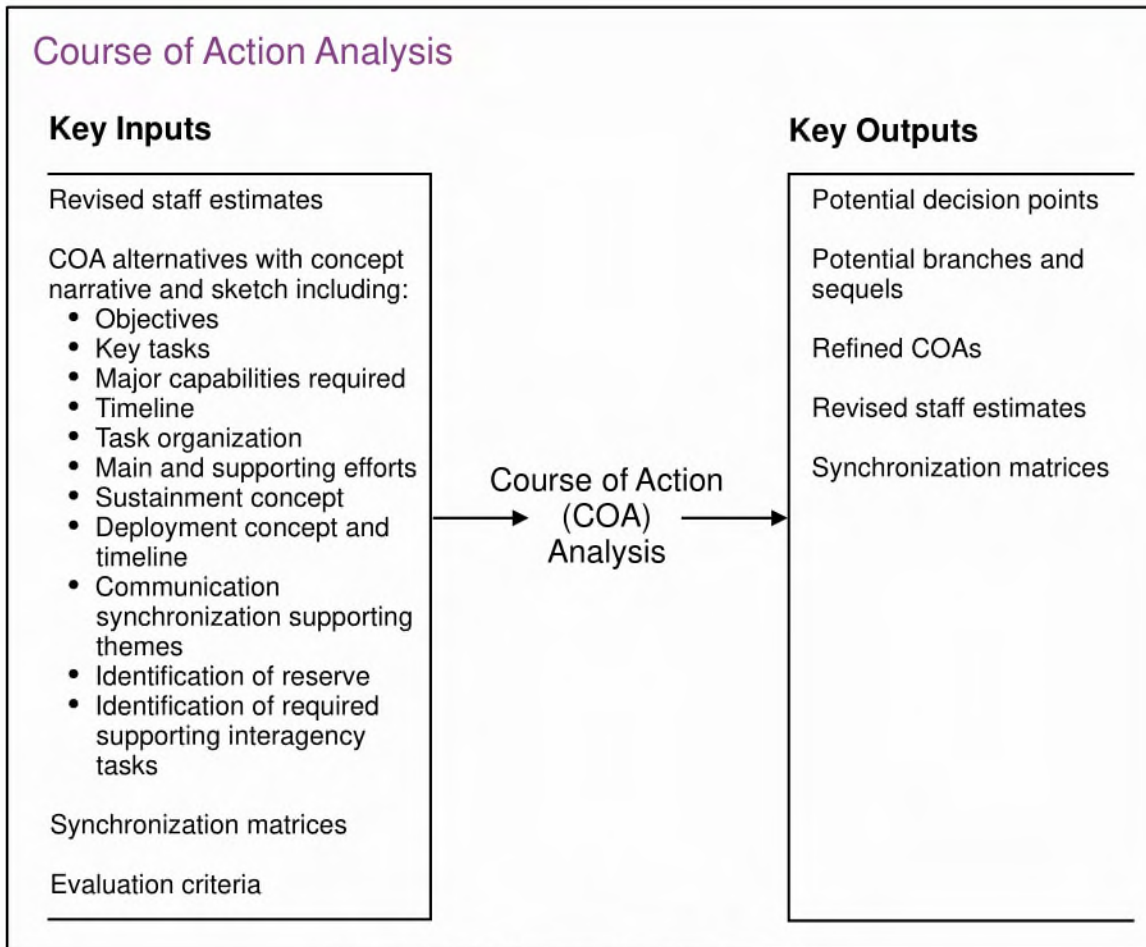 Course of Action Analysis
Key Inputs
Revised staff estimates
COA alternatives with concept
narrative and sketch including:
• Objectives
• Key tasks
• Major capabilities required
• Timeline
• Task organization
• Main and supporting efforts
• Sustainment concept
• Deployment concept and
timeline
• Communication
synchronization supporting
themes
• Identification of reserve
• Identification of required
supporting interagency
tasks
Synchronization matrices
Evaluation criteria
Course of Action
(COA)
Analysis
Key Outputs
Potential decision points
Potential branches and
sequels
Refined COAs
Revised staff estimates
Synchronization matrices